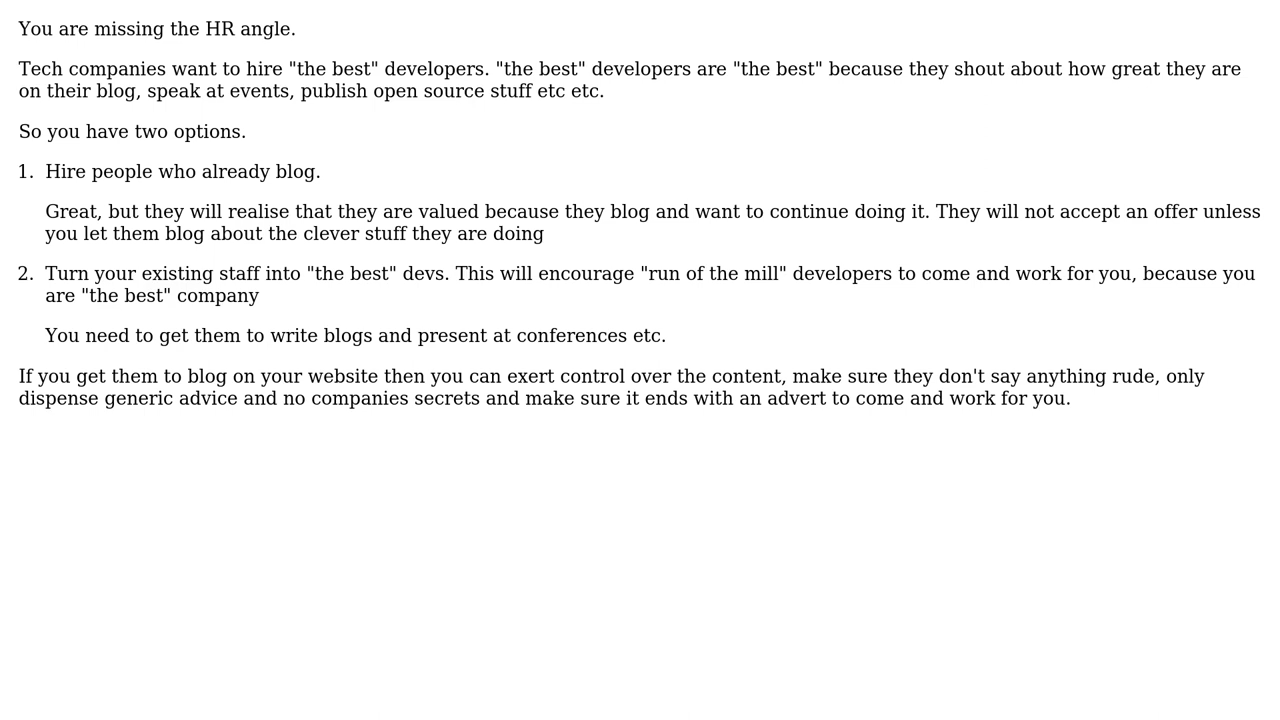 You are missing the HR angle.
Tech companies want to hire "the best" developers. "the best" developers are "the best" because they shout about how great they are
on their blog, speak at events, publish open source stuff etc etc.
So you have two options.
1. Hire people who already blog.
Great, but they will realise that they are valued because they blog and want to continue doing it. They will not accept an offer unless
you let them blog about the clever stuff they are doing
2. Turn your existing staff into "the best" devs. This will encourage "run of the mill" developers to come and work for you, because you
are "the best" company
You need to get them to write blogs and present at conferences etc.
If you get them to blog on your website then you can exert control over the content, make sure they don't say anything rude, only
dispense generic advice and no companies secrets and make sure it ends with an advert to come and work for you.